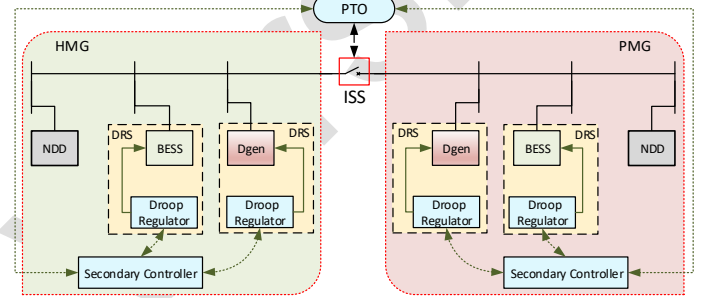 PTO
HMG
PMG
ISS
NDD
DRS
BESS
Dgen
DRS
DRS
Dgen
BESS
DRS
NDD
Droop
Regulator
Droop
Regulator
Droop
Regulator
Droop
Regulator
Secondary Controller
Secondary Controller